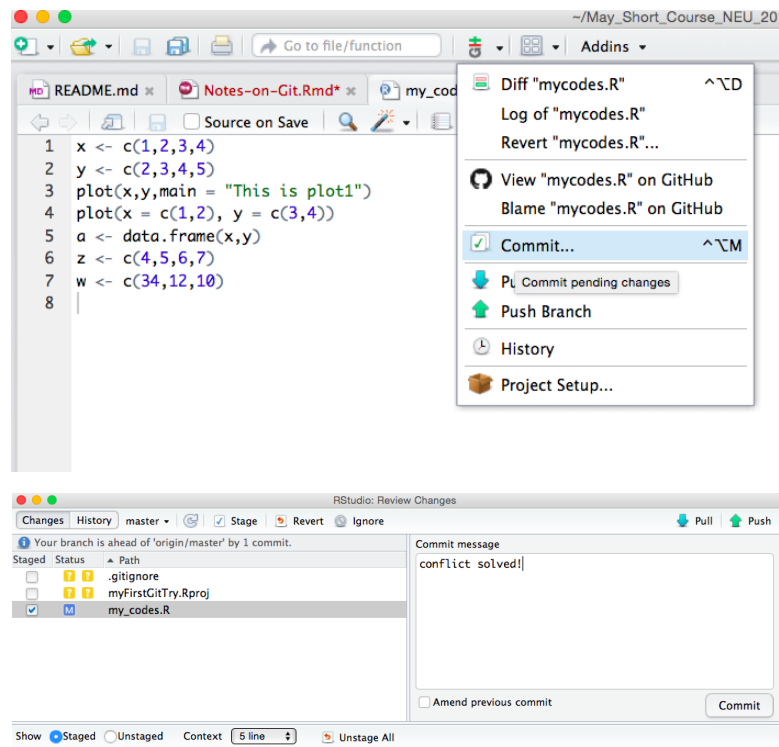 ~/May_Short_Course_NEU_20
Go to file/function
Addins
README.md
Notes-on-Git.Rmd*
my_cod
Source on Save
1 x <- c(1,2,3,4)
2 y <- c(2,3,4,5)
3 plot(x,y,main = "This is plot1")
4 plot(x = c(1,2), y = c(3,4))
5 a <- data.frame(x,y)
6 z <- c(4,5,6,7)
7 w <- c(34,12,10)
8
Diff "mycodes.R" ^⌥D
Log of "mycodes.R"
Revert "mycodes.R"...
View "mycodes.R" on GitHub
Blame "mycodes.R" on GitHub
Commit... ^⌥M
Pu
Commit pending changes
Push Branch
History
Project Setup...
RStudio: Review Changes
Changes History master Stage Revert Ignore Pull Push
Your branch is ahead of 'origin/master' by 1 commit.
Staged Status Path
? ? .gitignore
? ? myFirstGitTry.Rproj
M my_codes.R
Commit message
conflict solved!
Amend previous commit
Commit
Show Staged Unstaged Context 5 line Unstage All